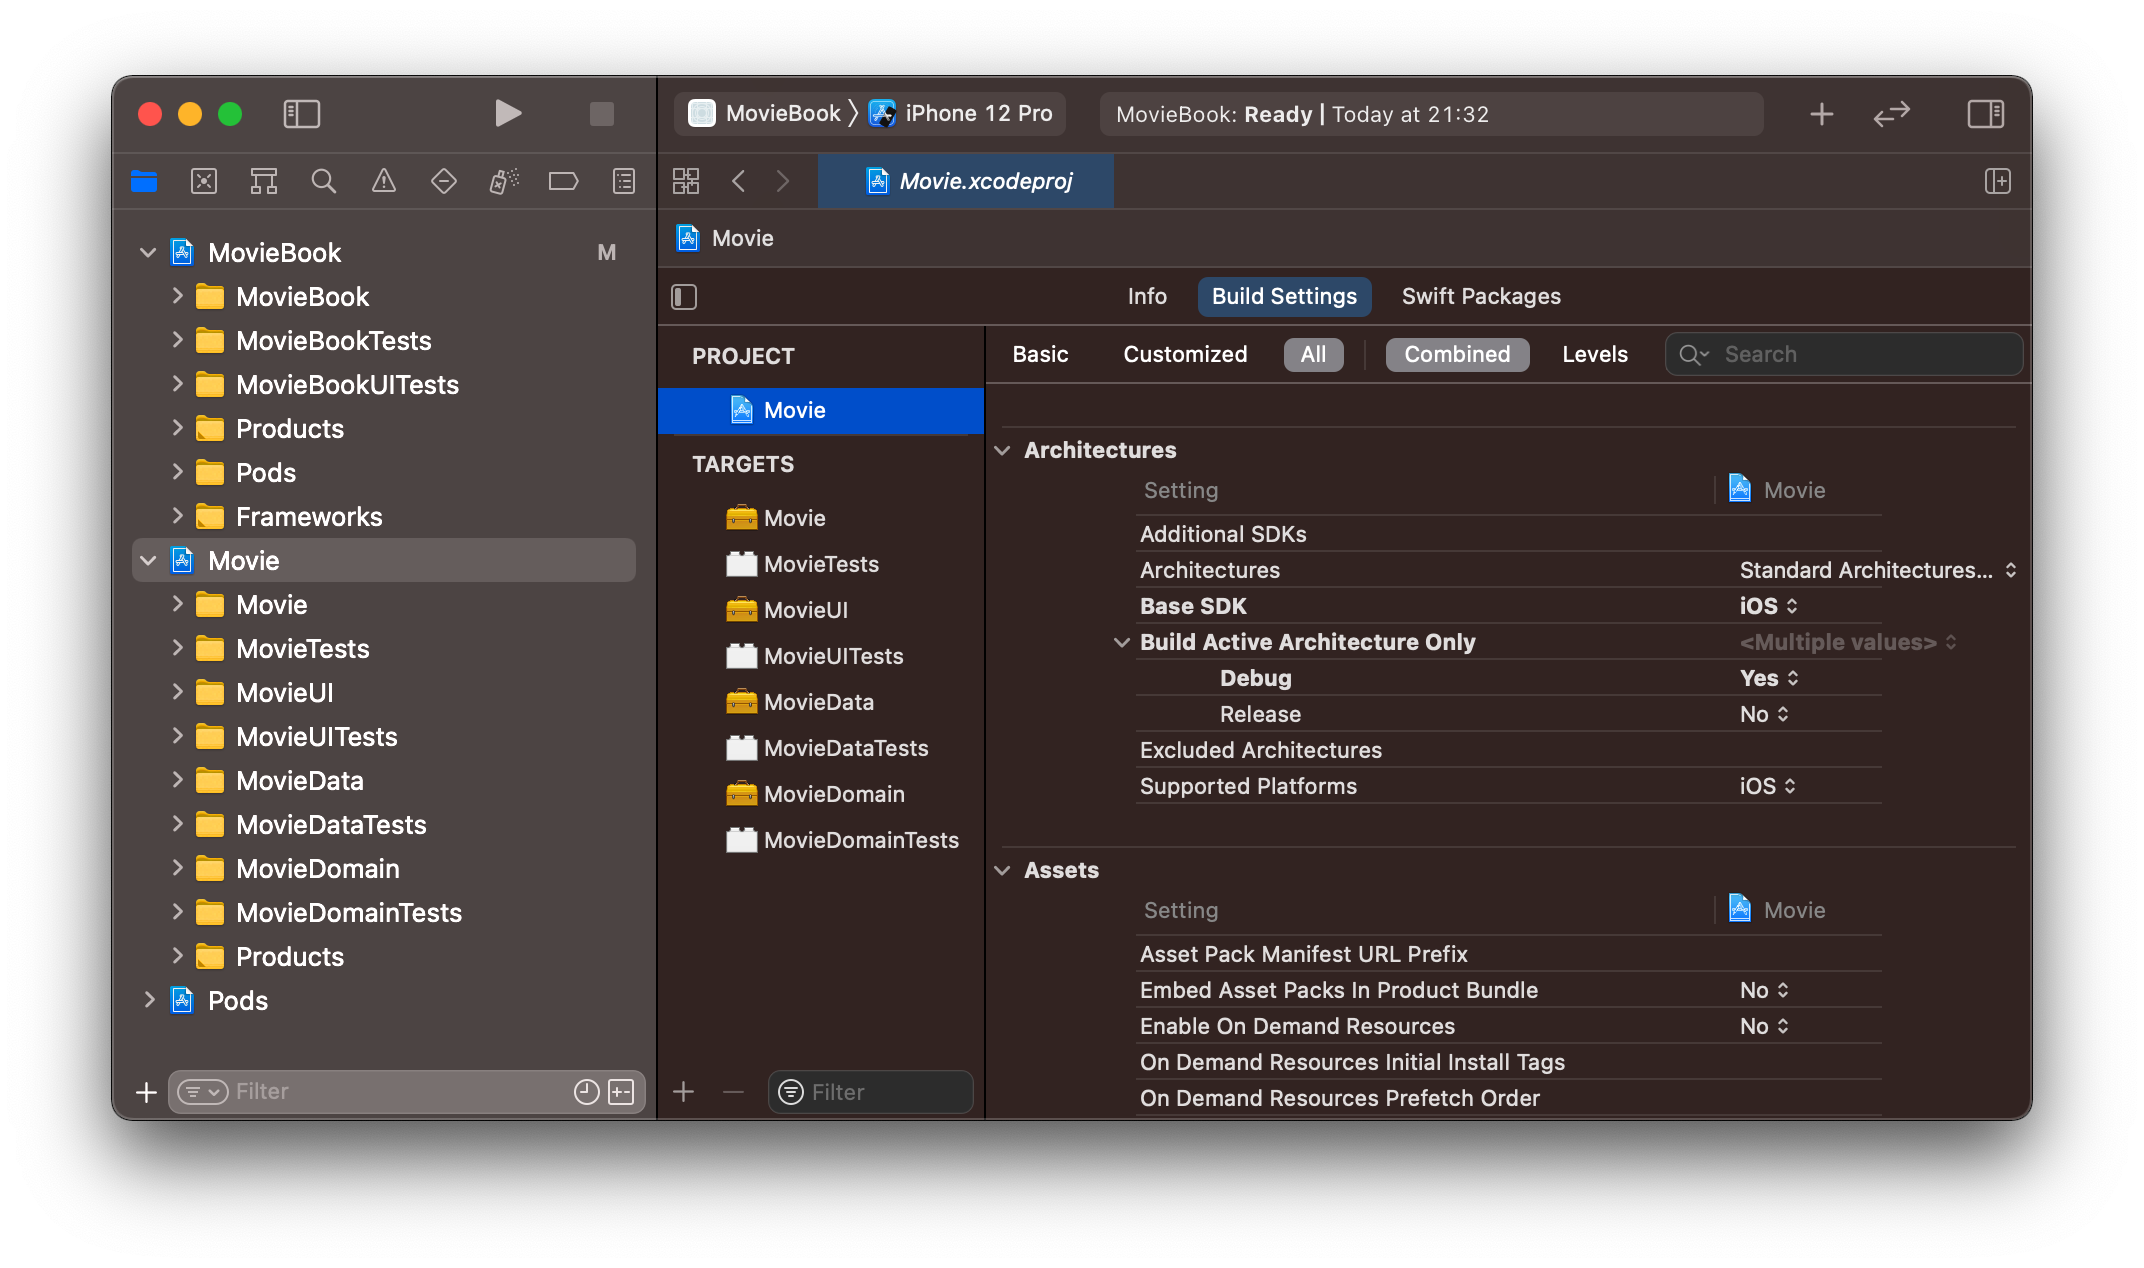 MovieBook iPhone 12 Pro
MovieBook: Ready | Today at 21:32
Movie.xcodeproj
Movie
MovieBook M
MovieBook
MovieBookTests
MovieBookUITests
Products
Pods
Frameworks
Movie
Movie
MovieTests
MovieUI
MovieUITests
MovieData
MovieDataTests
MovieDomain
MovieDomainTests
Products
Pods
Filter
Info Build Settings Swift Packages
PROJECT
Movie
TARGETS
Movie
MovieTests
MovieUI
MovieUITests
MovieData
MovieDataTests
MovieDomain
MovieDomainTests
Filter
Basic Customized All Combined Levels Search
Architectures
Setting Movie
Additional SDKs
Architectures Standard Architectures...
Base SDK iOS
Build Active Architecture Only <Multiple values>
Debug Yes
Release No
Excluded Architectures
Supported Platforms iOS
Assets
Setting Movie
Asset Pack Manifest URL Prefix
Embed Asset Packs In Product Bundle No
Enable On Demand Resources No
On Demand Resources Initial Install Tags
On Demand Resources Prefetch Order